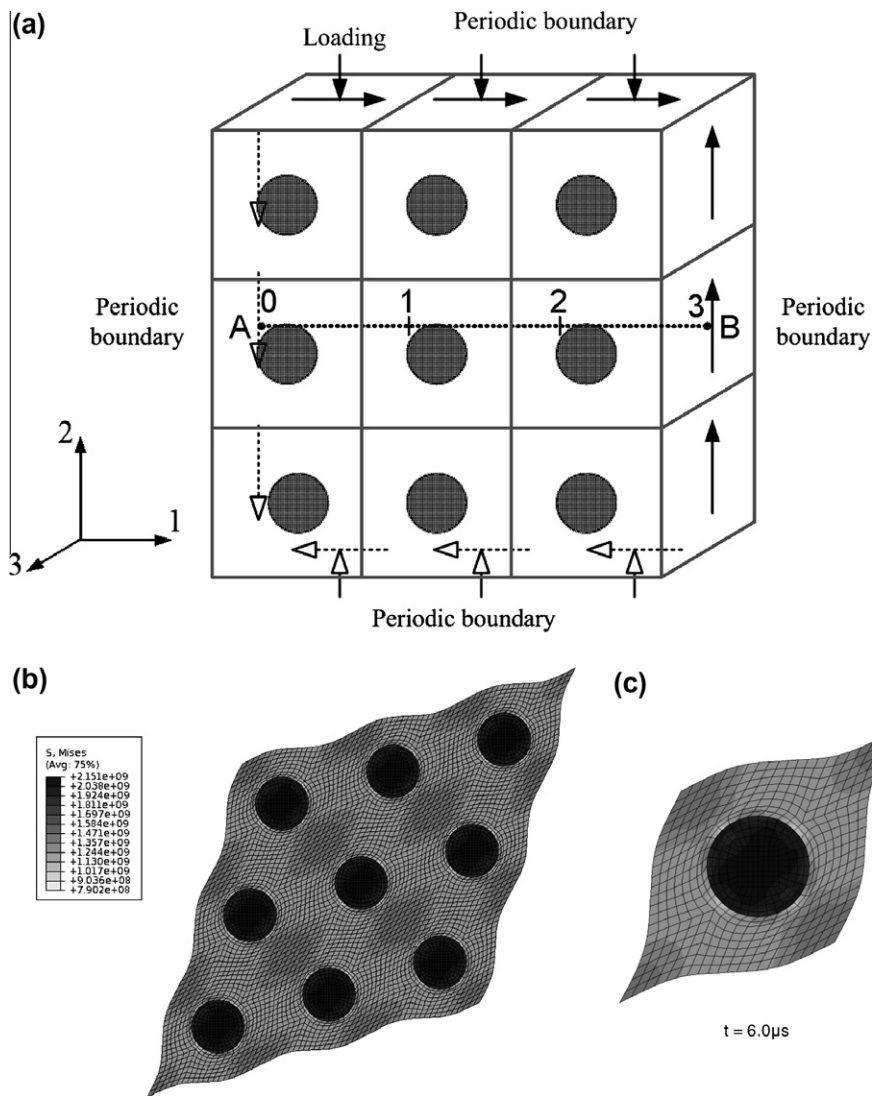 (a)
Loading
Periodic boundary
Periodic
boundary
A
0
1
2
3
B
Periodic
boundary
2
1
3
Periodic boundary
(b)
(c)
S, Mises
(Avg: 75%)
+2.151e+09
+2.038e+09
+1.924e+09
+1.811e+09
+1.697e+09
+1.584e+09
+1.471e+09
+1.357e+09
+1.244e+09
+1.130e+09
+1.017e+09
+9.036e+08
+7.902e+08
t = 6.0µs